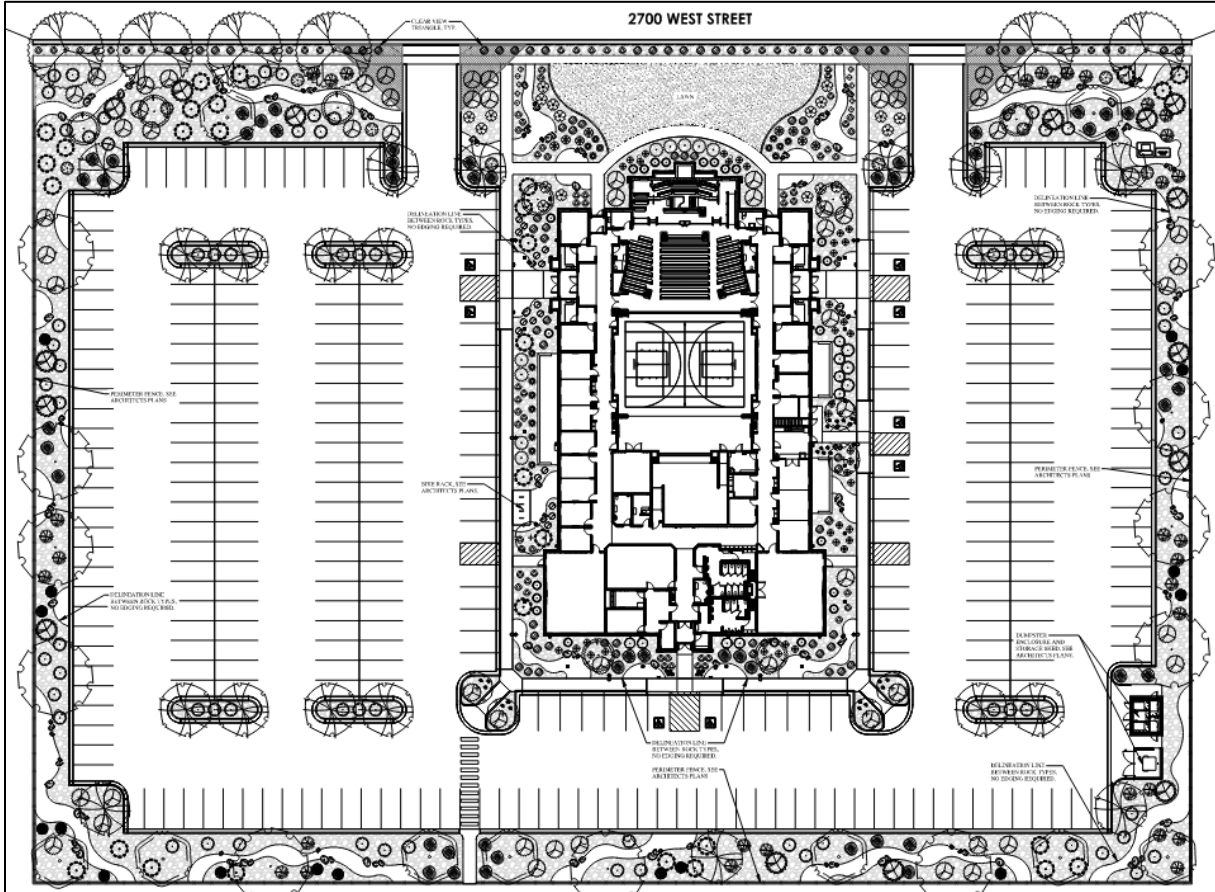 2700 WEST STREET
CLEAR VIEW
TRIANGLE, TYP.
LAWN
DELINEATION LINE
BETWEEN ROCK TYPES,
NO EDGING REQUIRED.
DELINEATION LINE
BETWEEN ROCK TYPES,
NO EDGING REQUIRED.
PERIMETER FENCE, SEE
ARCHITECTS PLANS
PERIMETER FENCE, SEE
ARCHITECTS PLANS
BIKE RACK, SEE
ARCHITECTS PLANS.
DELINEATION LINE
BETWEEN ROCK TYPES,
NO EDGING REQUIRED.
DUMPSTER
ENCLOSURE AND
STORAGE SHED, SEE
ARCHITECTS PLANS.
DELINEATION LINE
BETWEEN ROCK TYPES,
NO EDGING REQUIRED.
PERIMETER FENCE, SEE
ARCHITECTS PLANS
DELINEATION LINE
BETWEEN ROCK TYPES,
NO EDGING REQUIRED.